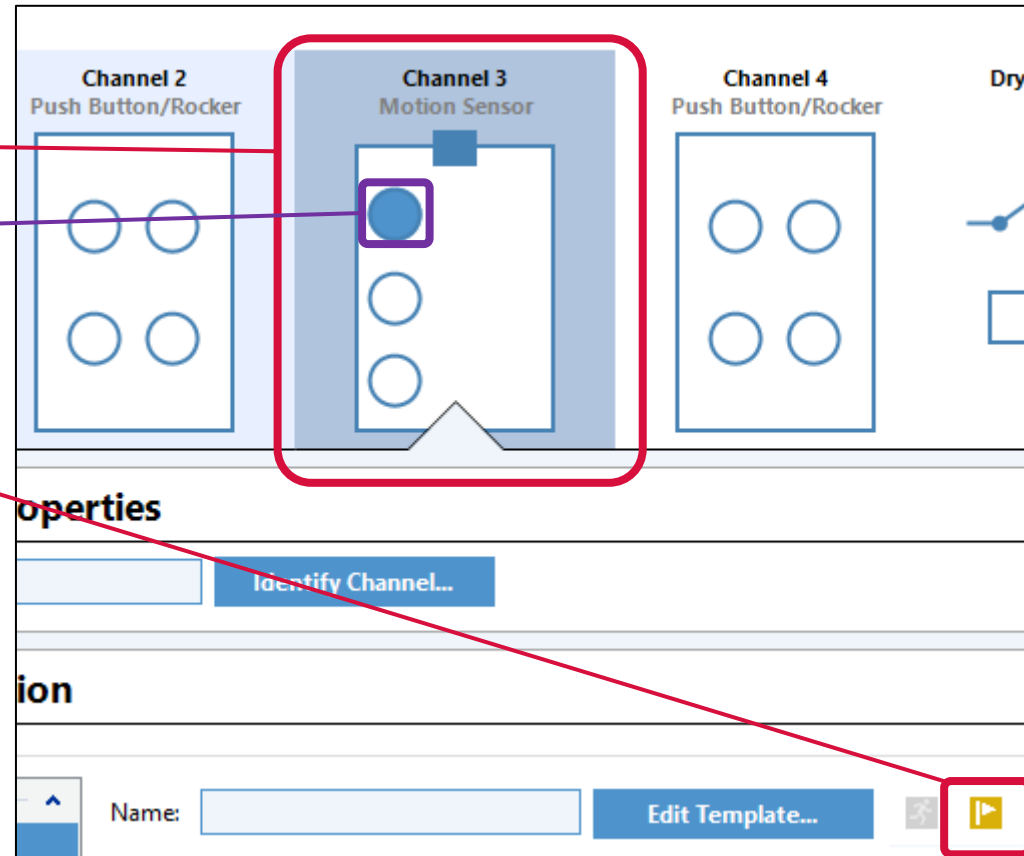 Channel 2
Push Button/Rocker
Channel 3
Motion Sensor
Channel 4
Push Button/Rocker
Dry
operties
Identify Channel...
ion
Name:
Edit Template...